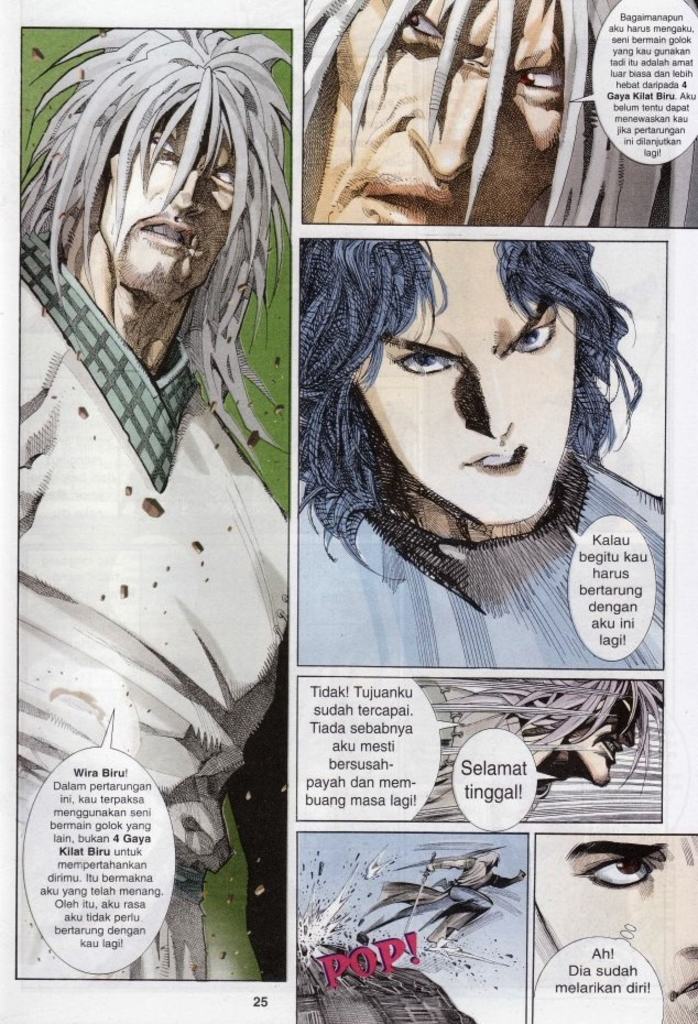 Wira Biru!
Dalam pertarungan
ini, kau terpaksa
menggunakan seni
bermain golok yang
lain, bukan 4 Gaya
Kilat Biru untuk
mempertahankan
dirimu. Itu bermakna
aku yang telah menang.
Oleh itu, aku
aku tidak perlu
bertarung dengan
kau lagi!
Bagaimanapun
aku harus mengaku,
seni bermain golok
yang kau gunakan
tadi itu adalah amat
luar biasa dan lebih
hebat daripada 4
Gaya Kilat Biru. Aku
belum tentu dapat
menewaskan kau
jika pertarungan
ini dilanjutkan
lagi!
Kalau
begitu kau
harus
bertarung
dengan
aku ini
lagi!
Tidak! Tujuanku
sudah tercapai.
Tiada sebabnya
aku mesti
bersusah-
payah dan mem-
buang masa lagi!
Selamat
tinggal!
POP!
Ah!
Dia sudah
melarikan diri!
25